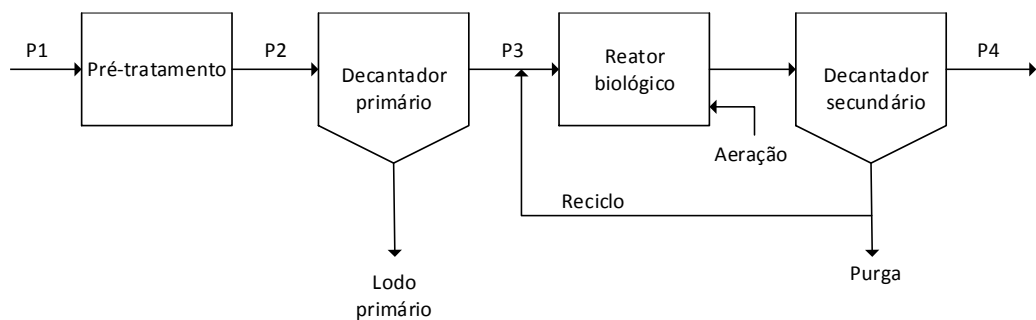 P1
Pré-tratamento
P2
Decantador
primário
P3
Reator
biológico
Aeração
Decantador
secundário
P4
Reciclo
Lodo
primário
Purga